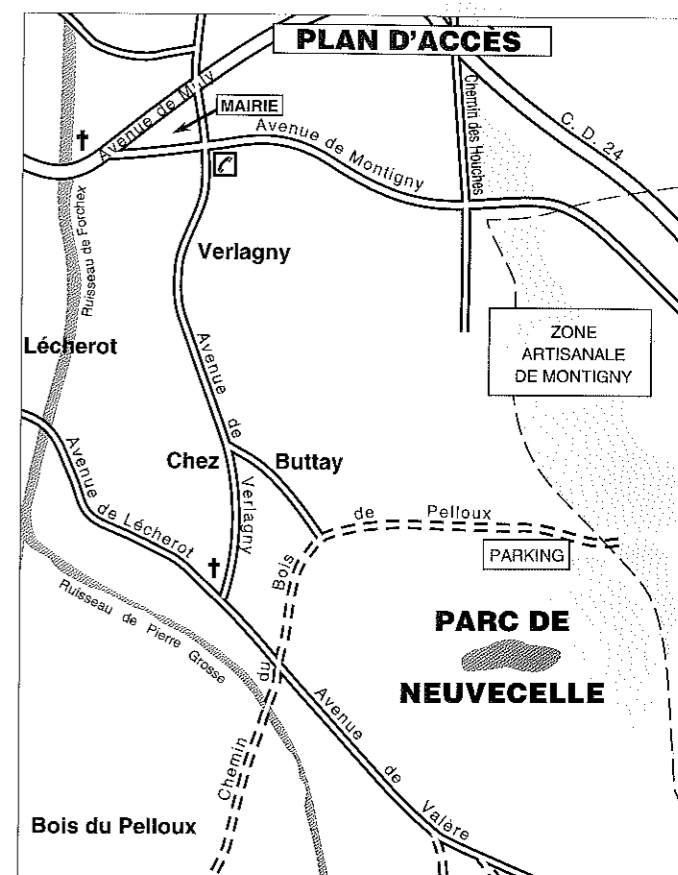 PLAN D'ACCÈS
Avenue de Milly
MAIRIE
Avenue de Montigny
Chemin des Houches
C. D. 24
Ruisseau de Forchex
Verlagny
Lécherot
ZONE
ARTISANALE
DE MONTIGNY
Avenue de Verlagny
Chez Buttay
Avenue de Lécherot
Chemin du Bois de Pelloux
PARKING
Ruisseau de Pierre Grosse
PARC DE
NEUVECELLE
Avenue de Valère
Bois du Pelloux